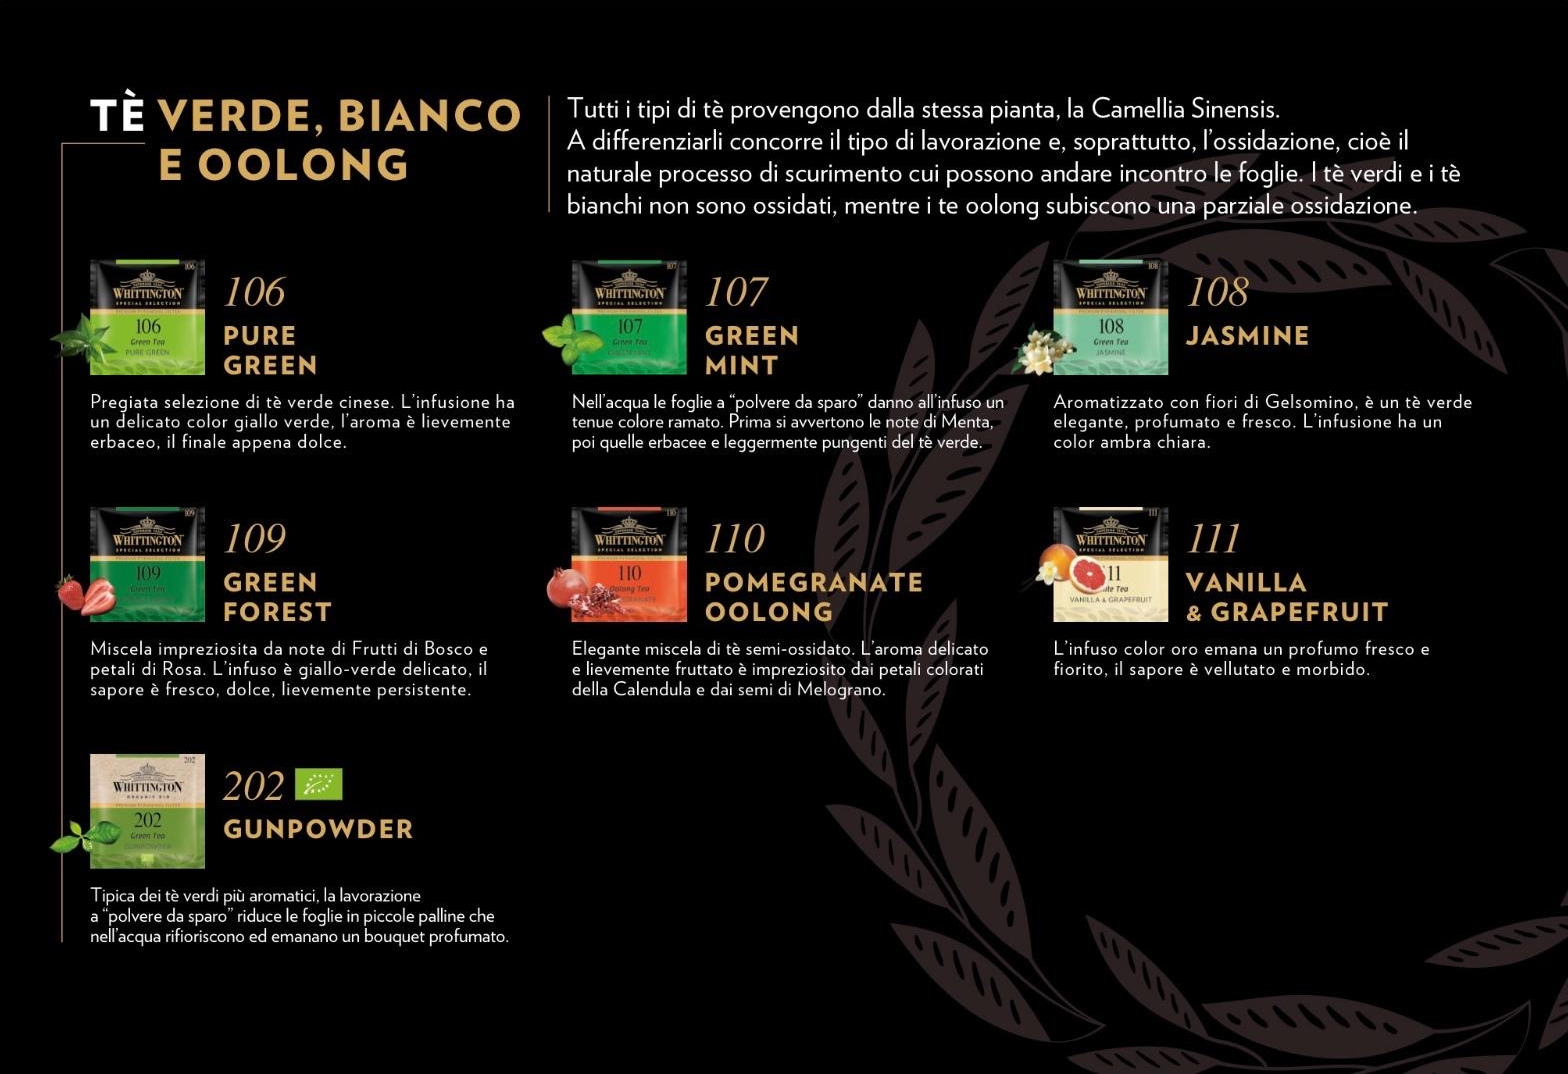 TÈ VERDE, BIANCO
E OOLONG
Tutti i tipi di tè provengono dalla stessa pianta, la Camellia Sinensis.
A differenziarli concorre il tipo di lavorazione e, soprattutto, l'ossidazione, cioè il
naturale processo di scurimento cui possono andare incontro le foglie. I tè verdi e i tè
bianchi non sono ossidati, mentre i te oolong subiscono una parziale ossidazione.
106
WHITTINGTON
SPECIAL SELECTION
106
Green Tea
PURE GREEN
106
PURE
GREEN
Pregiata selezione di tè verde cinese. L'infusione ha
un delicato color giallo verde, l'aroma è lievemente
erbaceo, il finale appena dolce.
107
WHITTINGTON
SPECIAL SELECTION
107
Green Tea
107
GREEN
MINT
Nell'acqua le foglie a “polvere da sparo” danno all'infuso un
tenue colore ramato. Prima si avvertono le note di Menta,
poi quelle erbacee e leggermente pungenti del tè verde.
108
WHITTINGTON
SPECIAL SELECTION
108
Green Tea
JASMINE
108
JASMINE
Aromatizzato con fiori di Gelsomino, è un tè verde
elegante, profumato e fresco. L'infusione ha un
color ambra chiara.
109
WHITTINGTON
SPECIAL SELECTION
109
Green Tea
109
GREEN
FOREST
Miscela impreziosita da note di Frutti di Bosco e
petali di Rosa. L'infuso è giallo-verde delicato, il
sapore è fresco, dolce, lievemente persistente.
110
WHITTINGTON
SPECIAL SELECTION
110
Oolong Tea
110
POMEGRANATE
OOLONG
Elegante miscela di tè semi-ossidato. L'aroma delicato
e lievemente fruttato è impreziosito dai petali colorati
della Calendula e dai semi di Melograno.
111
WHITTINGTON
SPECIAL SELECTION
11
Tea
VANILLA & GRAPEFRUIT
111
VANILLA
& GRAPEFRUIT
L'infuso color oro emana un profumo fresco e
fiorito, il sapore è vellutato e morbido.
202
WHITTINGTON
ORGANIC BIO
202
Green Tea
GUNPOWDER
202
GUNPOWDER
Tipica dei tè verdi più aromatici, la lavorazione
a “polvere da sparo” riduce le foglie in piccole palline che
nell'acqua rifioriscono ed emanano un bouquet profumato.